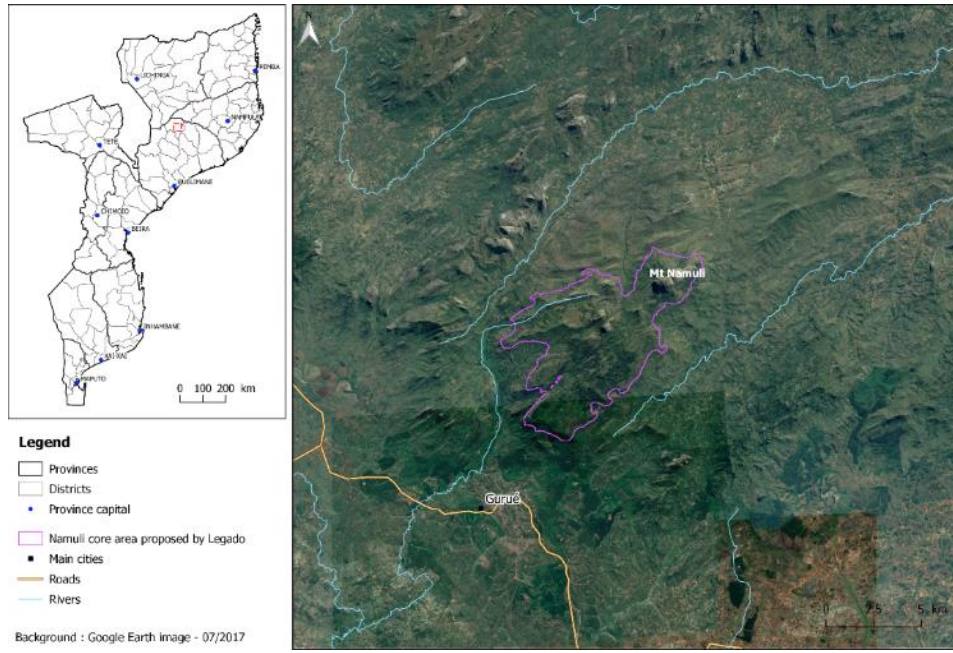 LICHINGA
PEMBA
NAMPULA
TETE
QUELIMANE
CHIMOIO
BEIRA
INHAMBANE
XAI-XAI
MAPUTO
0 100 200 km
Legend
Provinces
Districts
Province capital
Namuli core area proposed by Legado
Main cities
Roads
Rivers
Background : Google Earth image - 07/2017
Mt Namuli
Gurué
0 2.5 5 km